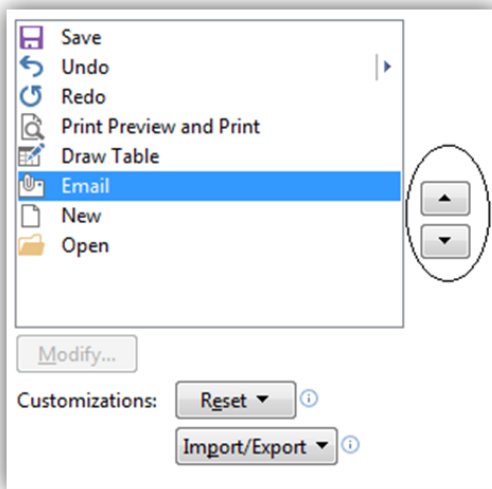 Save
Undo
Redo
Print Preview and Print
Draw Table
Email
New
Open
Modify...
Customizations: Reset
Import/Export